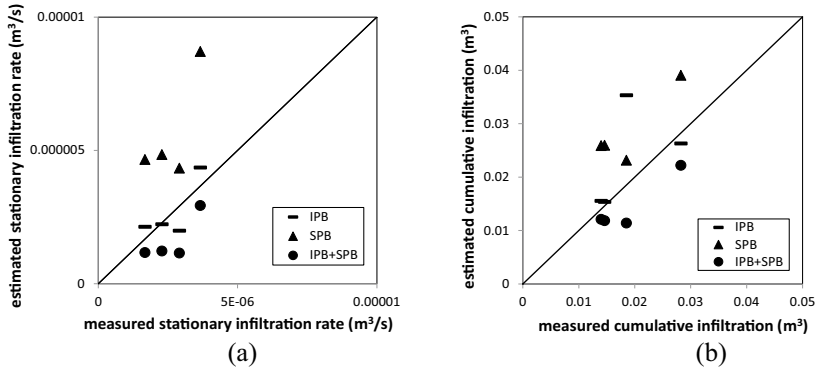 0.00001
0.000005
0
estimated stationary infiltration rate (m³/s)
IPB
SPB
IPB+SPB
0
5E-06
0.00001
measured stationary infiltration rate (m³/s)
(a)
0.05
0.04
0.03
0.02
0.01
0
estimated cumulative infiltration (m³)
IPB
SPB
IPB+SPB
0
0.01
0.02
0.03
0.04
0.05
measured cumulative infiltration (m³)
(b)